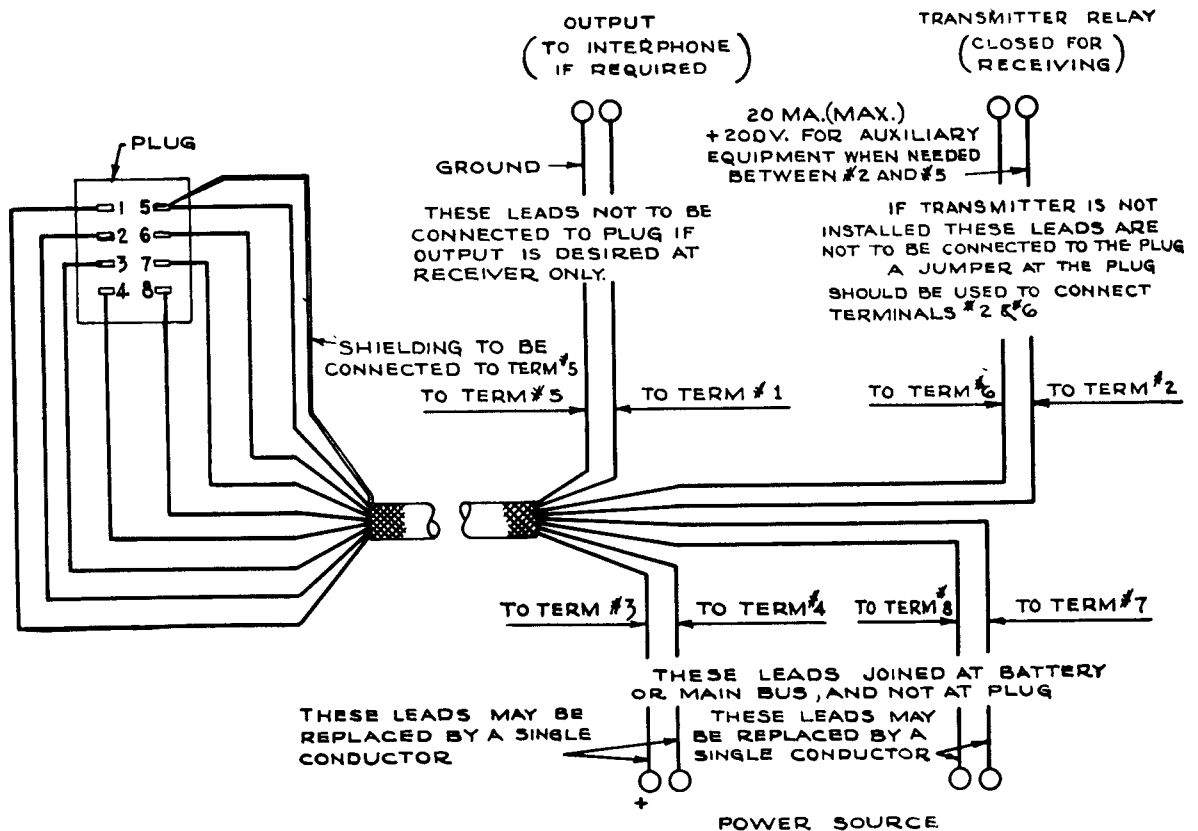 OUTPUT
(TO INTERPHONE
IF REQUIRED)
TRANSMITTER RELAY
(CLOSED FOR
RECEIVING)
PLUG
1 5
2 6
3 7
4 8
GROUND
20 MA.(MAX.)
+200V. FOR AUXILIARY
EQUIPMENT WHEN NEEDED
BETWEEN #2 AND #5
THESE LEADS NOT TO BE
CONNECTED TO PLUG IF
OUTPUT IS DESIRED AT
RECEIVER ONLY.
IF TRANSMITTER IS NOT
INSTALLED THESE LEADS ARE
NOT TO BE CONNECTED TO THE PLUG
A JUMPER AT THE PLUG
SHOULD BE USED TO CONNECT
TERMINALS #2 & #6
SHIELDING TO BE
CONNECTED TO TERM #5
TO TERM #5
TO TERM #1
TO TERM #6
TO TERM #2
TO TERM #3
TO TERM #4
TO TERM #8
TO TERM #7
THESE LEADS JOINED AT BATTERY
OR MAIN BUS, AND NOT AT PLUG
THESE LEADS MAY BE
REPLACED BY A SINGLE
CONDUCTOR
THESE LEADS MAY
BE REPLACED BY A
SINGLE CONDUCTOR
+
POWER SOURCE